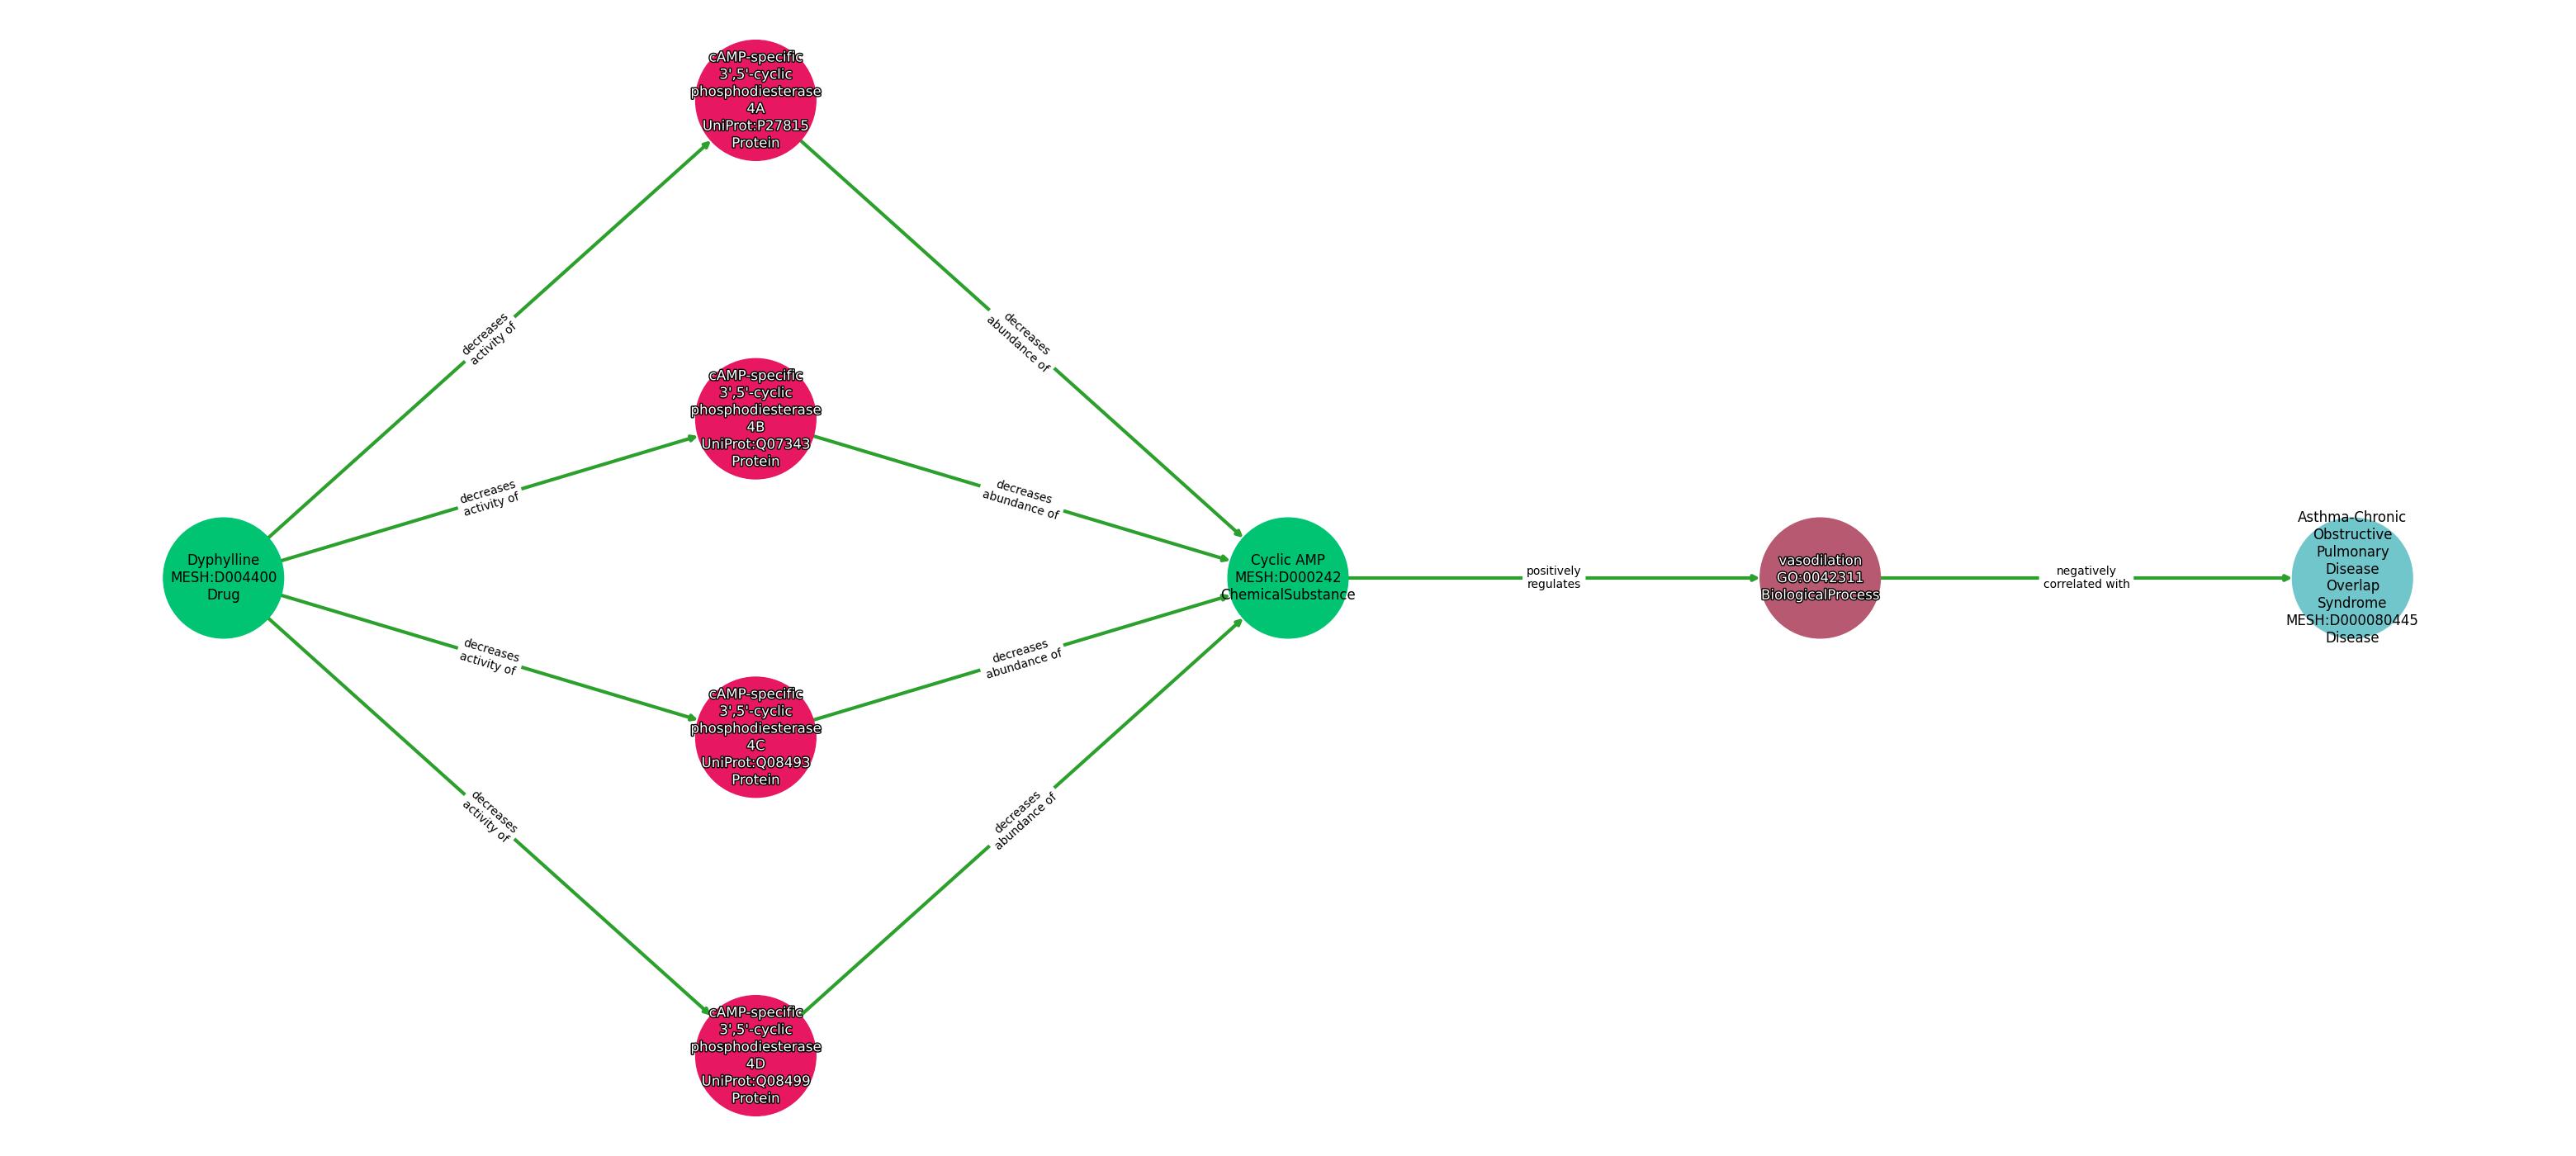 cAMP-specific
3',5'-cyclic
phosphodiesterase
4A
UniProt:P27815
Protein
decreases
activity of
decreases
abundance of
cAMP-specific
3',5'-cyclic
phosphodiesterase
4B
UniProt:Q07343
Protein
decreases
activity of
decreases
abundance of
Dyphylline
MESH:D004400
Drug
Cyclic AMP
MESH:D000242
ChemicalSubstance
positively
regulates
vasodilation
GO:0042311
BiologicalProcess
negatively
correlated with
Asthma-Chronic
Obstructive
Pulmonary
Disease
Overlap
Syndrome
MESH:D000080445
Disease
decreases
activity of
decreases
abundance of
cAMP-specific
3',5'-cyclic
phosphodiesterase
4C
UniProt:Q08493
Protein
decreases
activity of
decreases
abundance of
cAMP-specific
3',5'-cyclic
phosphodiesterase
4D
UniProt:Q08499
Protein